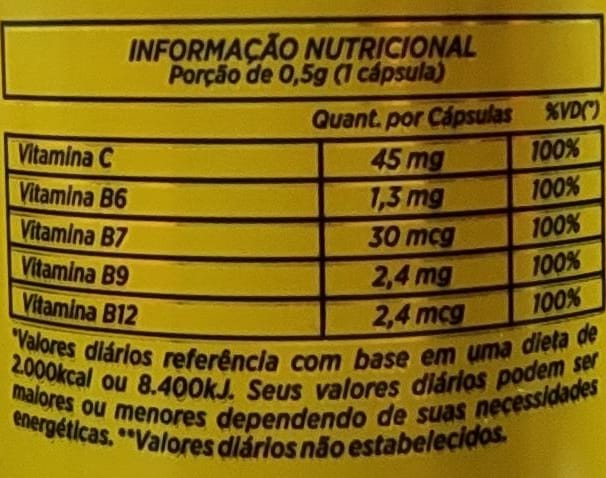 INFORMAÇÃO NUTRICIONAL
Porção de 0,5g (1 cápsula)
Quant. por Cápsulas %VD(*)
Vitamina C 45 mg 100%
Vitamina B6 1,3 mg 100%
Vitamina B7 30 mcg 100%
Vitamina B9 2,4 mg 100%
Vitamina B12 2,4 mcg 100%
*Valores diários referência com base em uma dieta de
2.000kcal ou 8.400kJ. Seus valores diários podem ser
maiores ou menores dependendo de suas necessidades
energéticas. **Valores diários não estabelecidos.